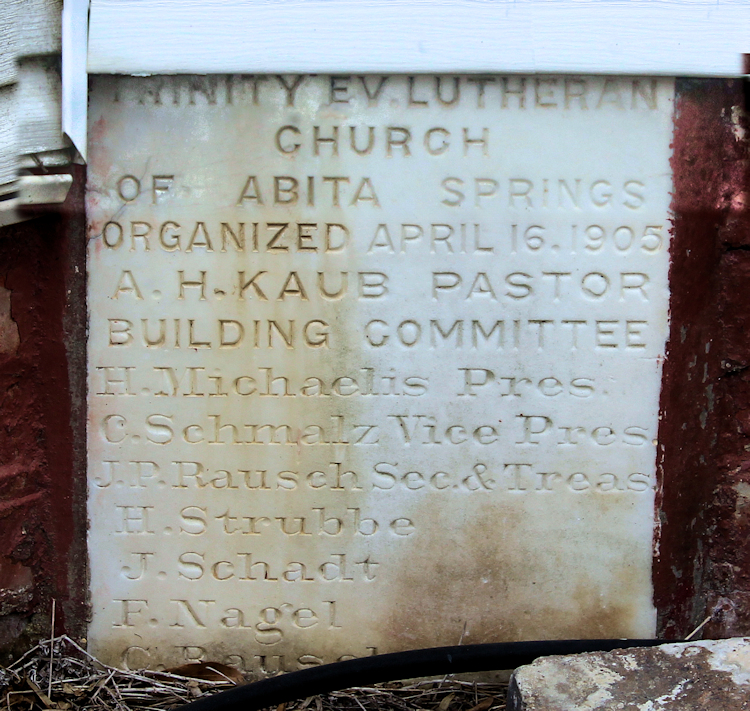 TRINITY EV. LUTHERAN
CHURCH
OF ABITA SPRINGS
ORGANIZED APRIL 16. 1905
A. H. KAUB PASTOR
BUILDING COMMITTEE
H. Michaelis Pres.
C. Schmalz Vice Pres.
J.P. Rausch Sec. & Treas.
H. Strubbe
J. Schadt
F. Nagel
C. Rausch